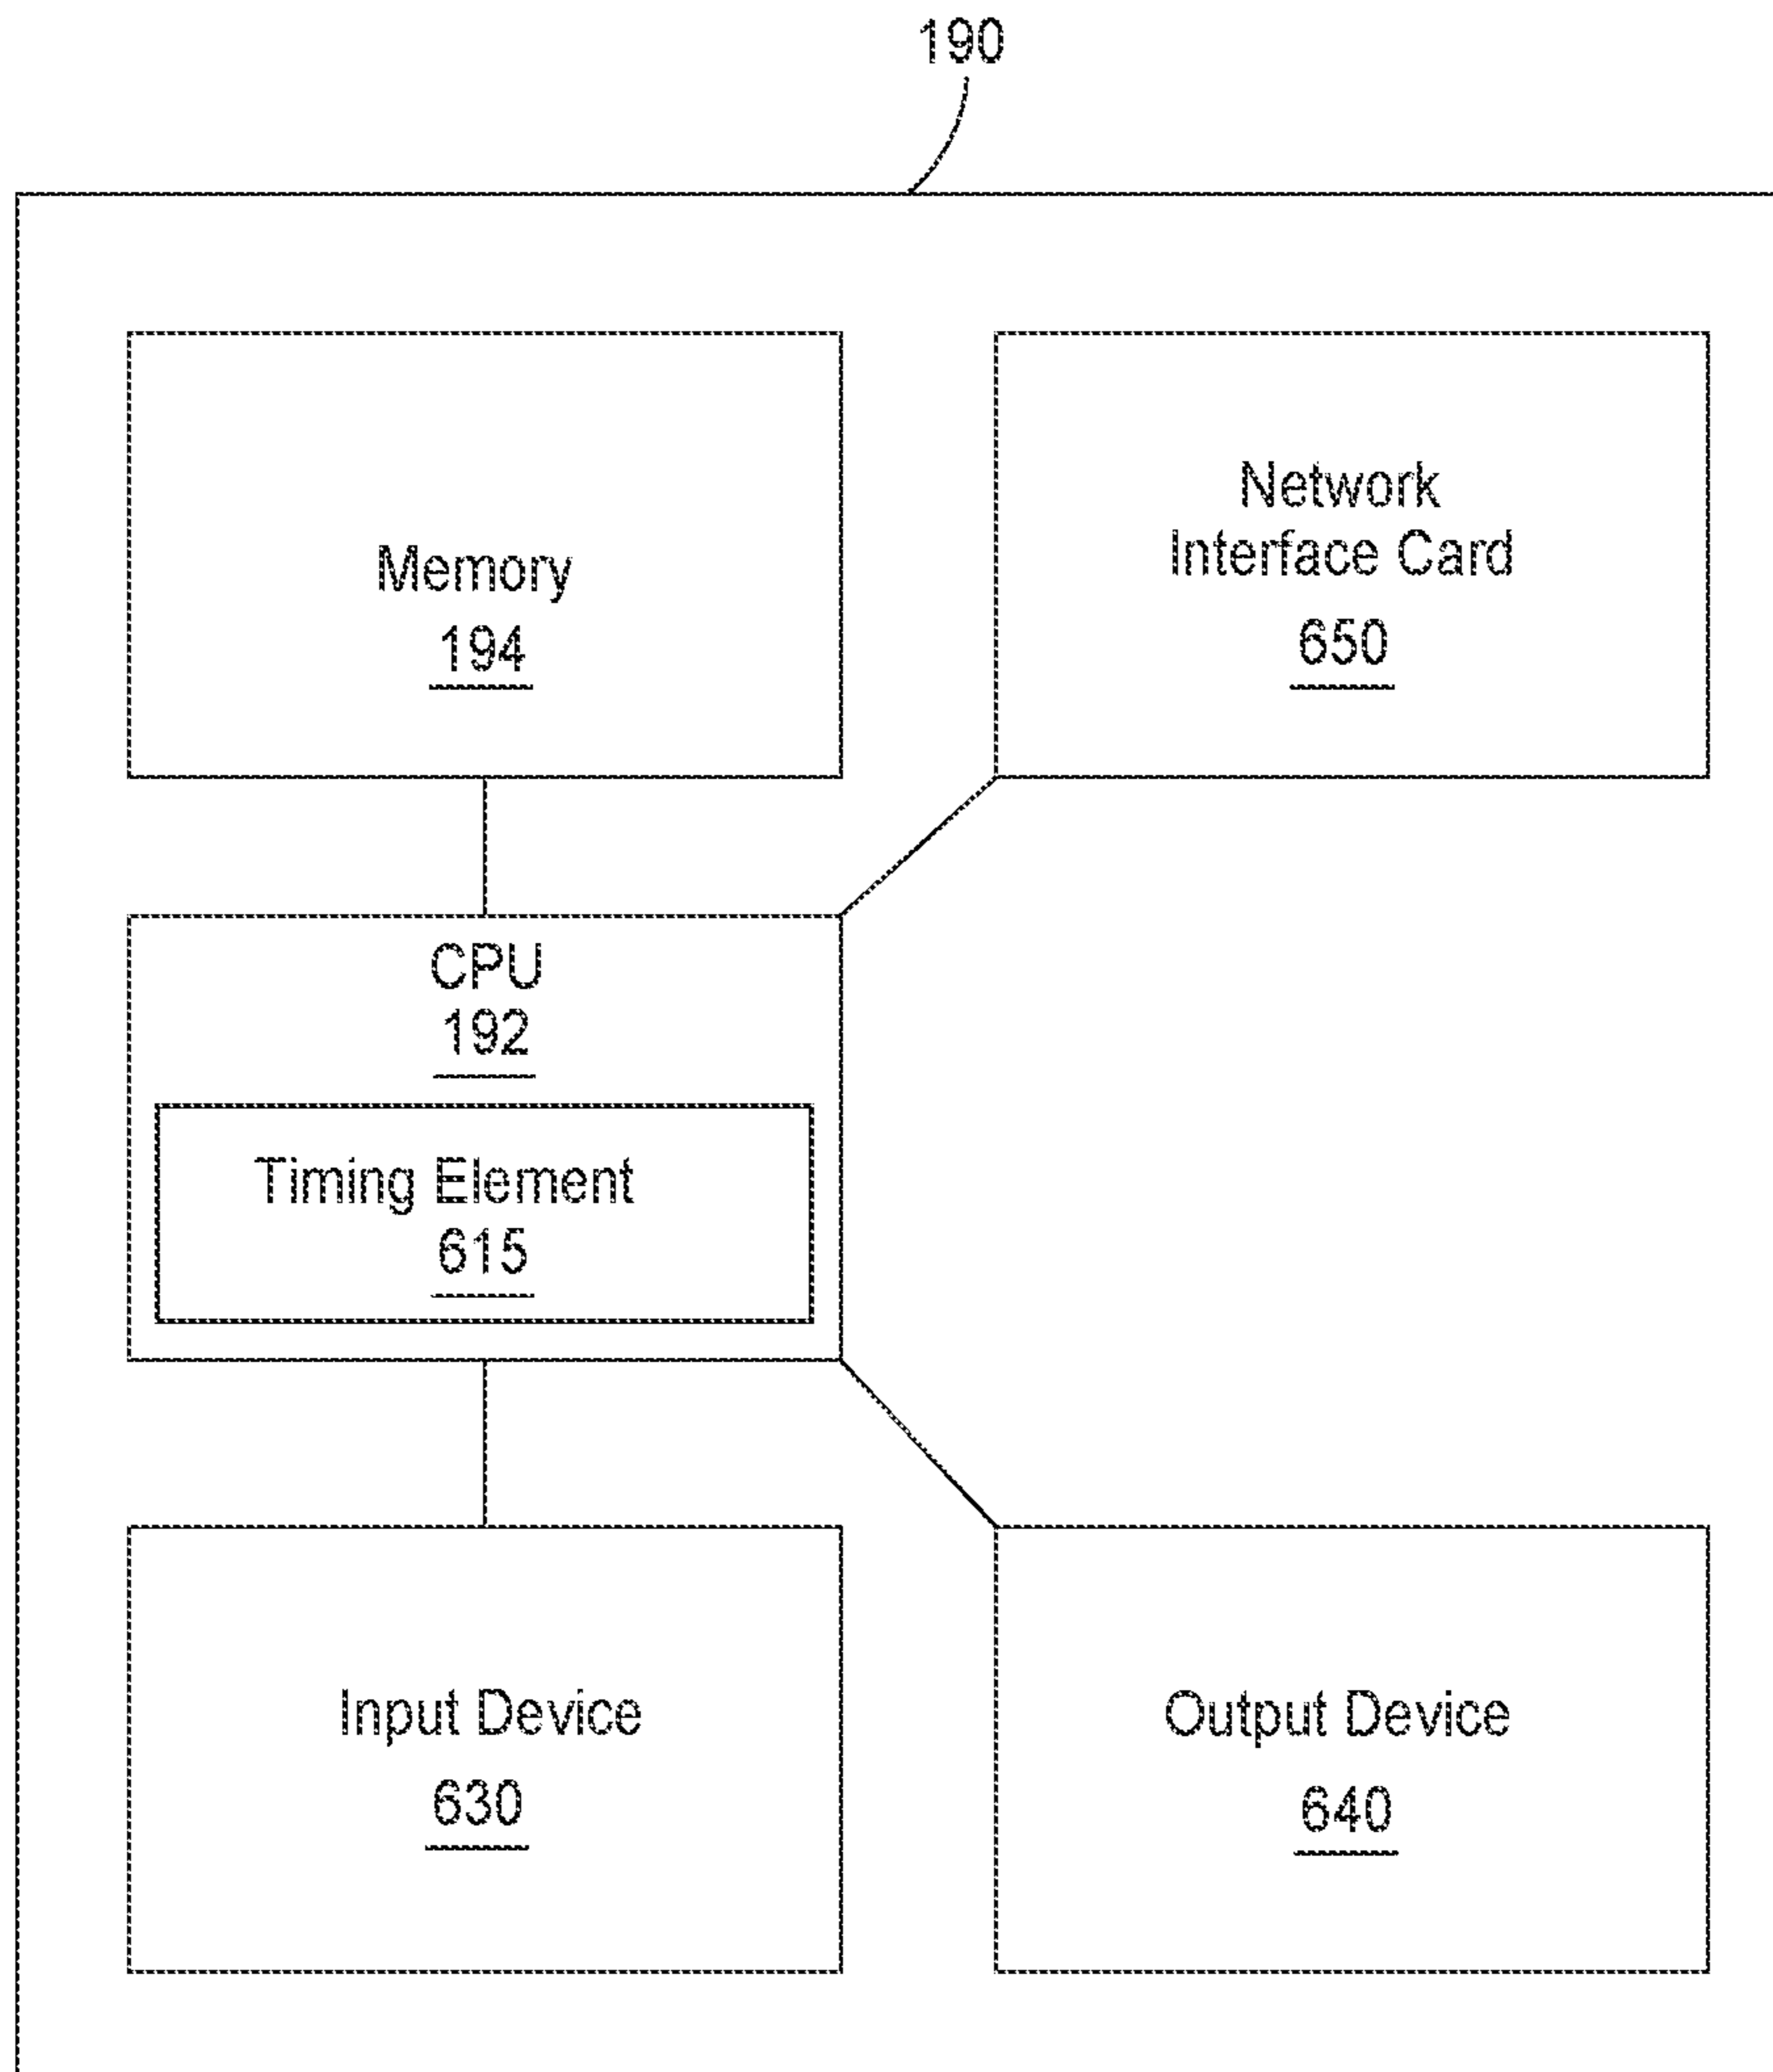 190
Memory
194
Network
Interface Card
650
CPU
192
Timing Element
615
Input Device
630
Output Device
640